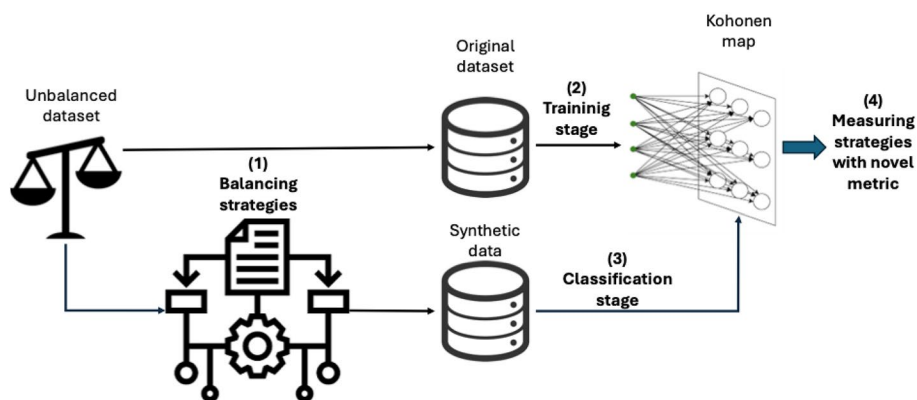 Unbalanced
dataset
(1)
Balancing
strategies
Original
dataset
Synthetic
data
(2)
Traininig
stage
(3)
Classification
stage
Kohonen
map
(4)
Measuring
strategies
with novel
metric